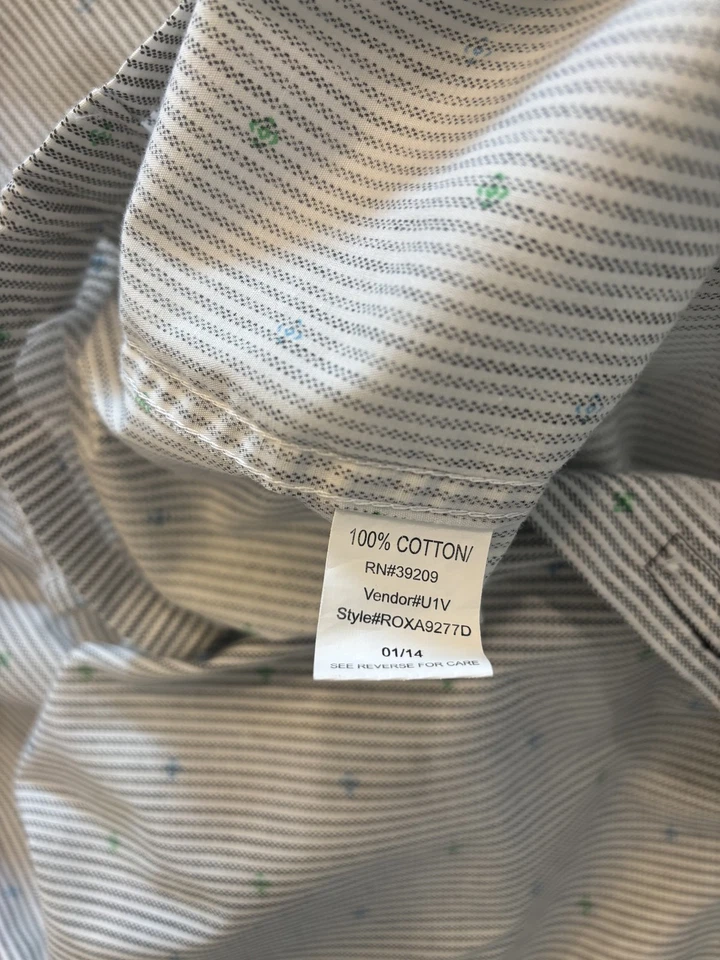 100% COTTON/
RN#39209
Vendor#U1V
Style#ROXA9277D
01/14
SEE REVERSE FOR CARE